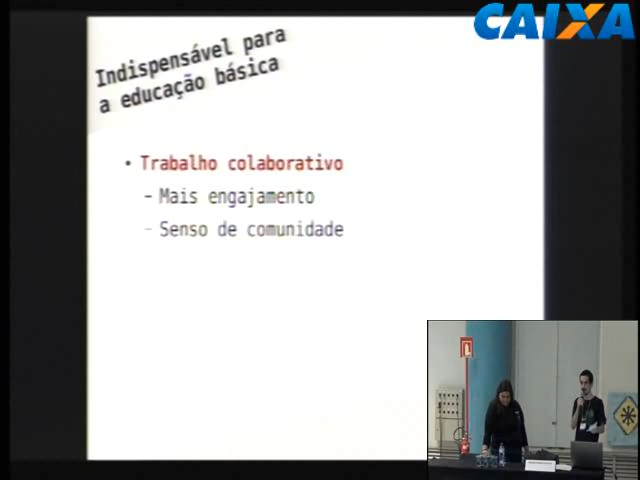 CAIXA
Indispensável para
a educação básica
• Trabalho colaborativo
– Mais engajamento
– Senso de comunidade